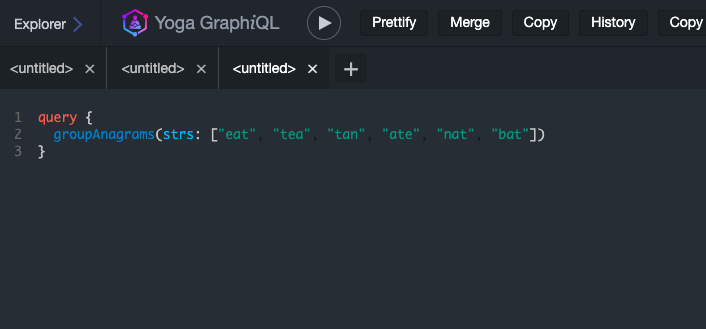 Explorer Yoga GraphiQL Prettify Merge Copy History Copy
<untitled> × <untitled> × <untitled> × +
1 query {
2   groupAnagrams(strs: ["eat", "tea", "tan", "ate", "nat", "bat"])
3 }